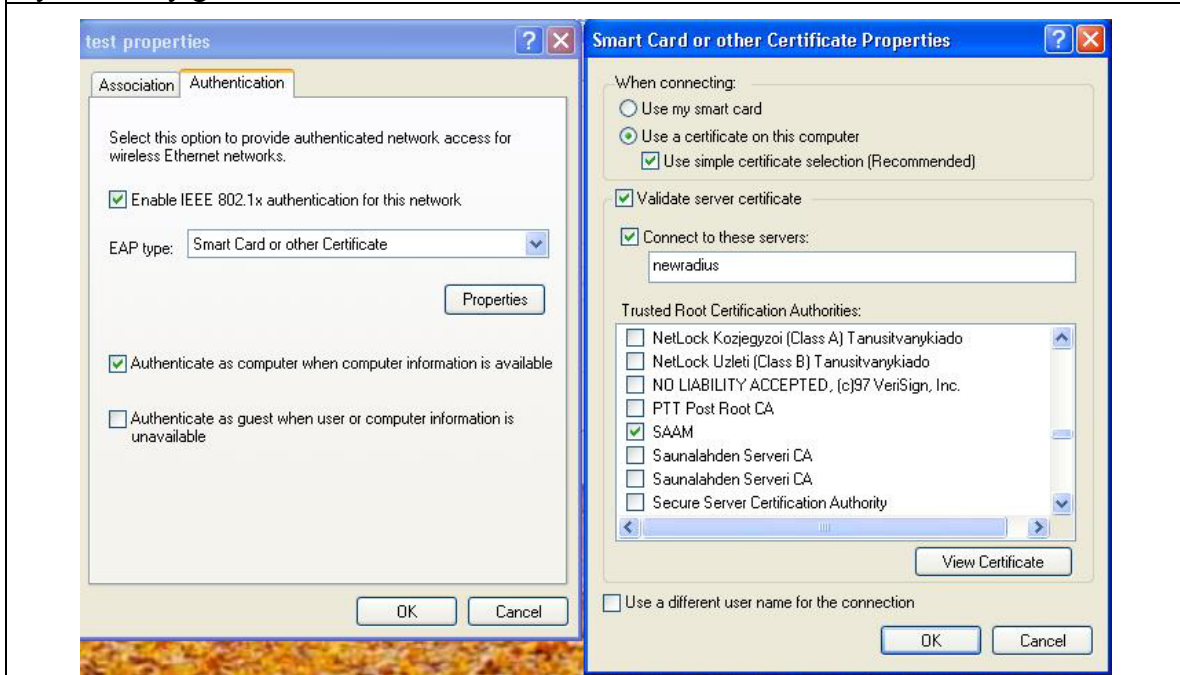 test properties
Association
Authentication
Select this option to provide authenticated network access for
wireless Ethernet networks.
Enable IEEE 802.1x authentication for this network
EAP type:
Smart Card or other Certificate
Properties
Authenticate as computer when computer information is available
Authenticate as guest when user or computer information is
unavailable
OK
Cancel
Smart Card or other Certificate Properties
When connecting:
Use my smart card
Use a certificate on this computer
Use simple certificate selection (Recommended)
Validate server certificate
Connect to these servers:
newradius
Trusted Root Certification Authorities:
NetLock Kozjegyzoi (Class A) Tanusitvanykiado
NetLock Uzleti (Class B) Tanusitvanykiado
NO LIABILITY ACCEPTED, (c)97 VeriSign, Inc.
PTT Post Root CA
SAAM
Saunalahden Serveri CA
Saunalahden Serveri CA
Secure Server Certification Authority
View Certificate
Use a different user name for the connection
OK
Cancel